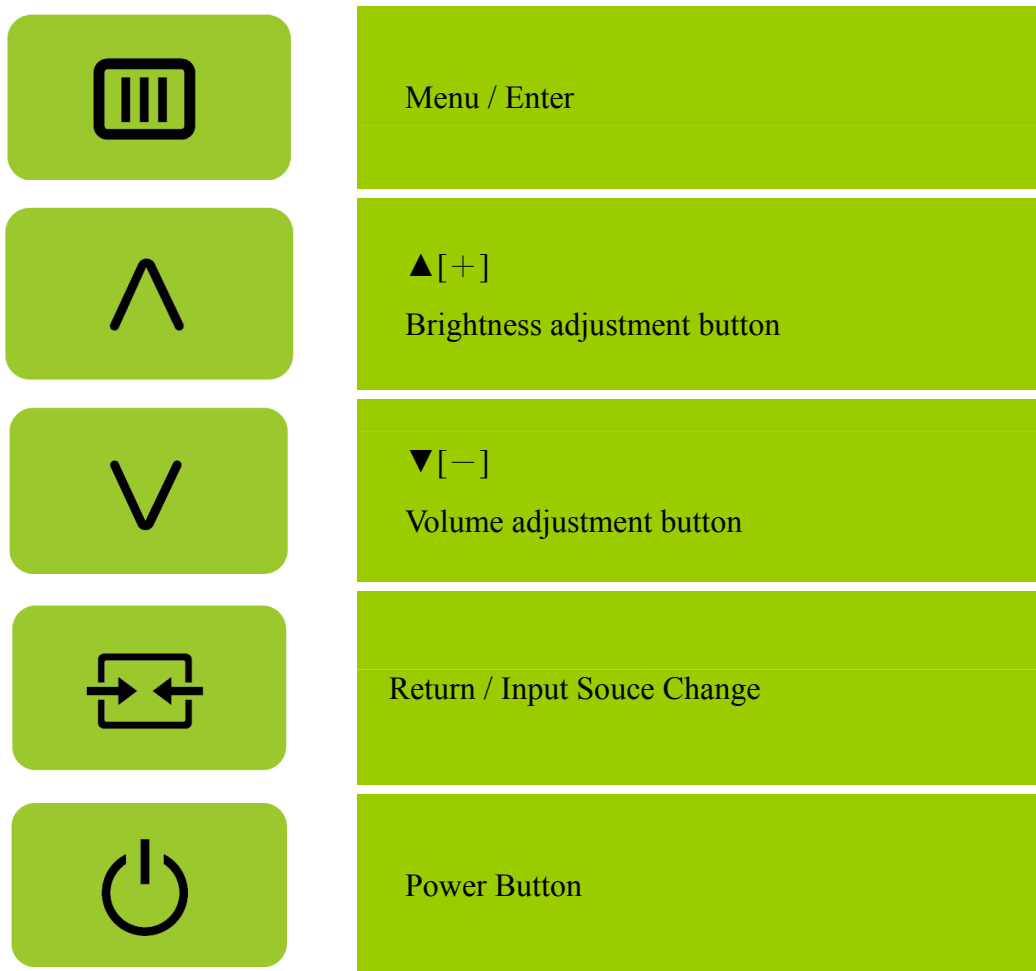 Menu / Enter
▲[+]
Brightness adjustment button
▼[−]
Volume adjustment button
Return / Input Souce Change
Power Button